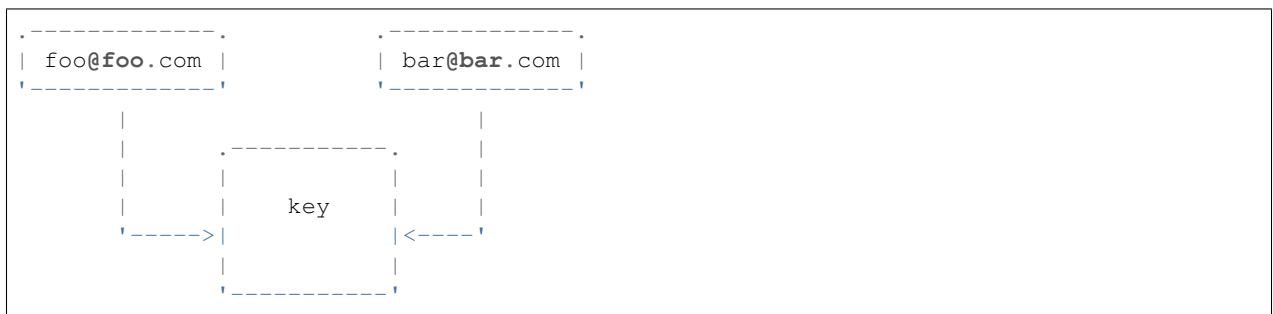 .-------------. .-------------.
| foo@foo.com | | bar@bar.com |
'-------------' '-------------'
| |
| .-----------. |
| | | |
| | key | |
'----->| |<----'
| |
'-----------'